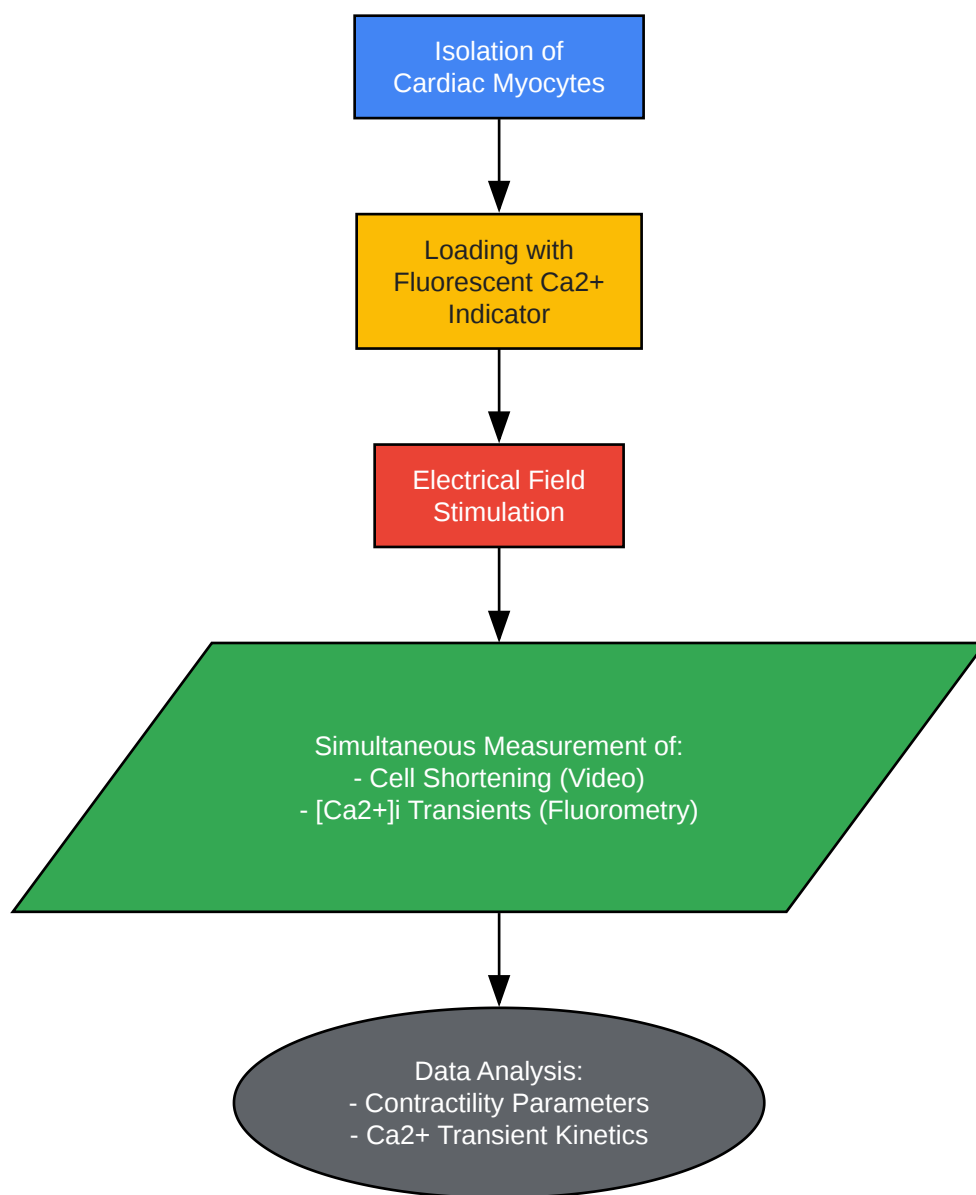 Isolation of
Cardiac Myocytes
Loading with
Fluorescent Ca2+
Indicator
Electrical Field
Stimulation
Simultaneous Measurement of:
- Cell Shortening (Video)
- [Ca2+]i Transients (Fluorometry)
Data Analysis:
- Contractility Parameters
- Ca2+ Transient Kinetics